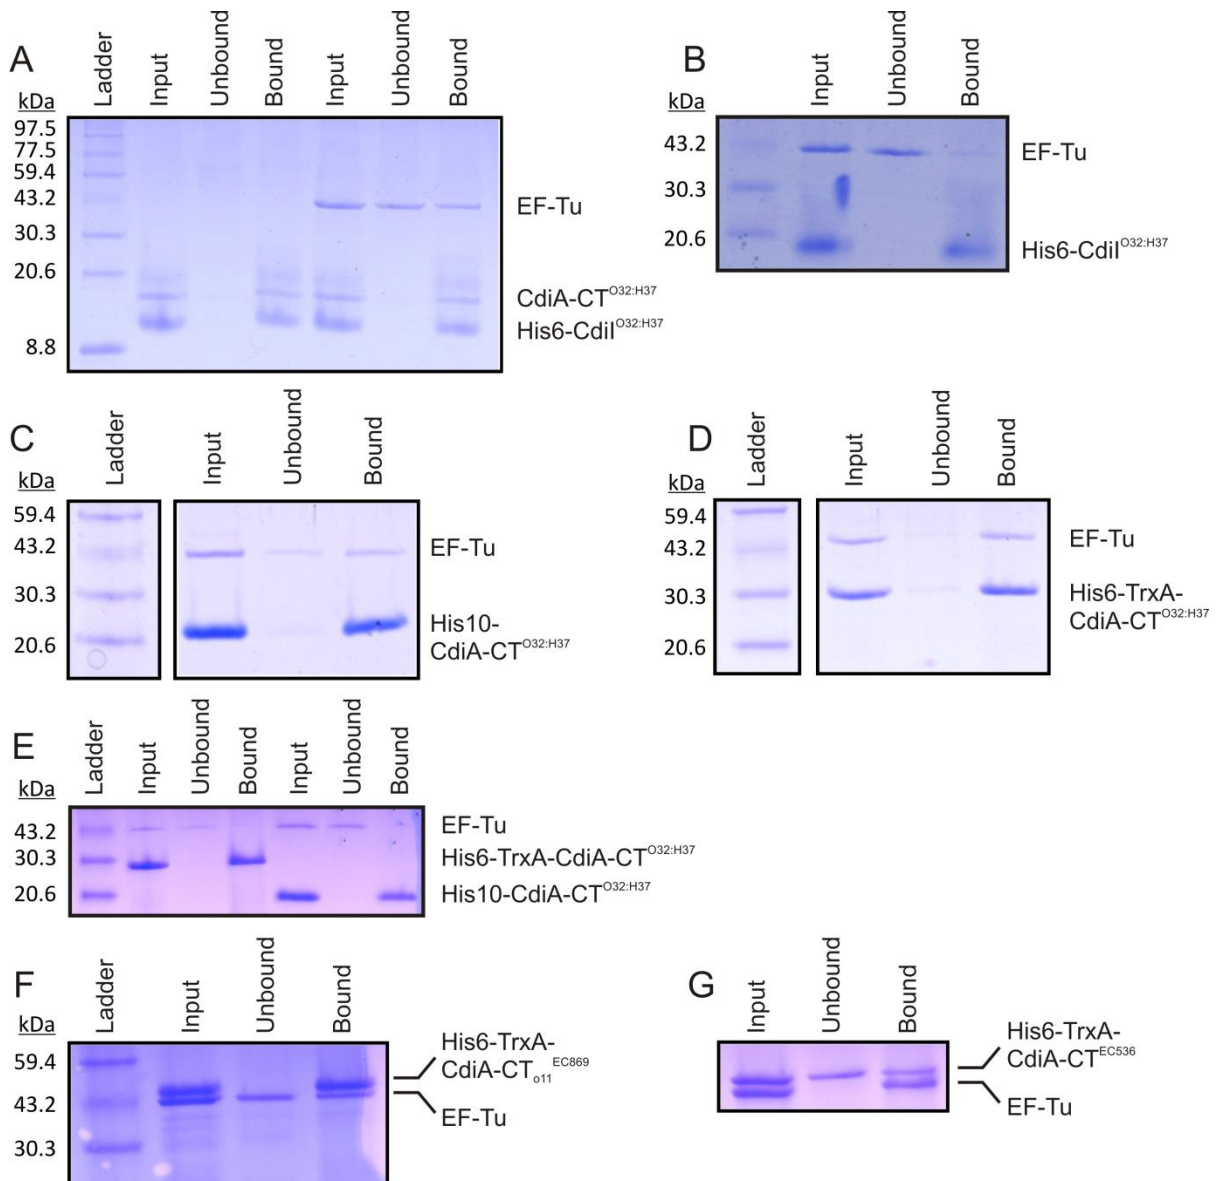 A
Ladder
Input
Unbound
Bound
Input
Unbound
Bound
kDa
97.5
77.5
59.4
43.2
30.3
20.6
8.8
EF-Tu
CdiA-CT^O32:H37
His6-CdiI^O32:H37
B
Input
Unbound
Bound
kDa
43.2
30.3
20.6
EF-Tu
His6-CdiI^O32:H37
C
Ladder
Input
Unbound
Bound
kDa
59.4
43.2
30.3
20.6
EF-Tu
His10-
CdiA-CT^O32:H37
D
Ladder
Input
Unbound
Bound
kDa
59.4
43.2
30.3
20.6
EF-Tu
His6-TrxA-
CdiA-CT^O32:H37
E
Ladder
Input
Unbound
Bound
Input
Unbound
Bound
kDa
43.2
30.3
20.6
EF-Tu
His6-TrxA-CdiA-CT^O32:H37
His10-CdiA-CT^O32:H37
F
Ladder
Input
Unbound
Bound
kDa
59.4
43.2
30.3
His6-TrxA-
CdiA-CT_o11^EC869
EF-Tu
G
Input
Unbound
Bound
His6-TrxA-
CdiA-CT^EC536
EF-Tu